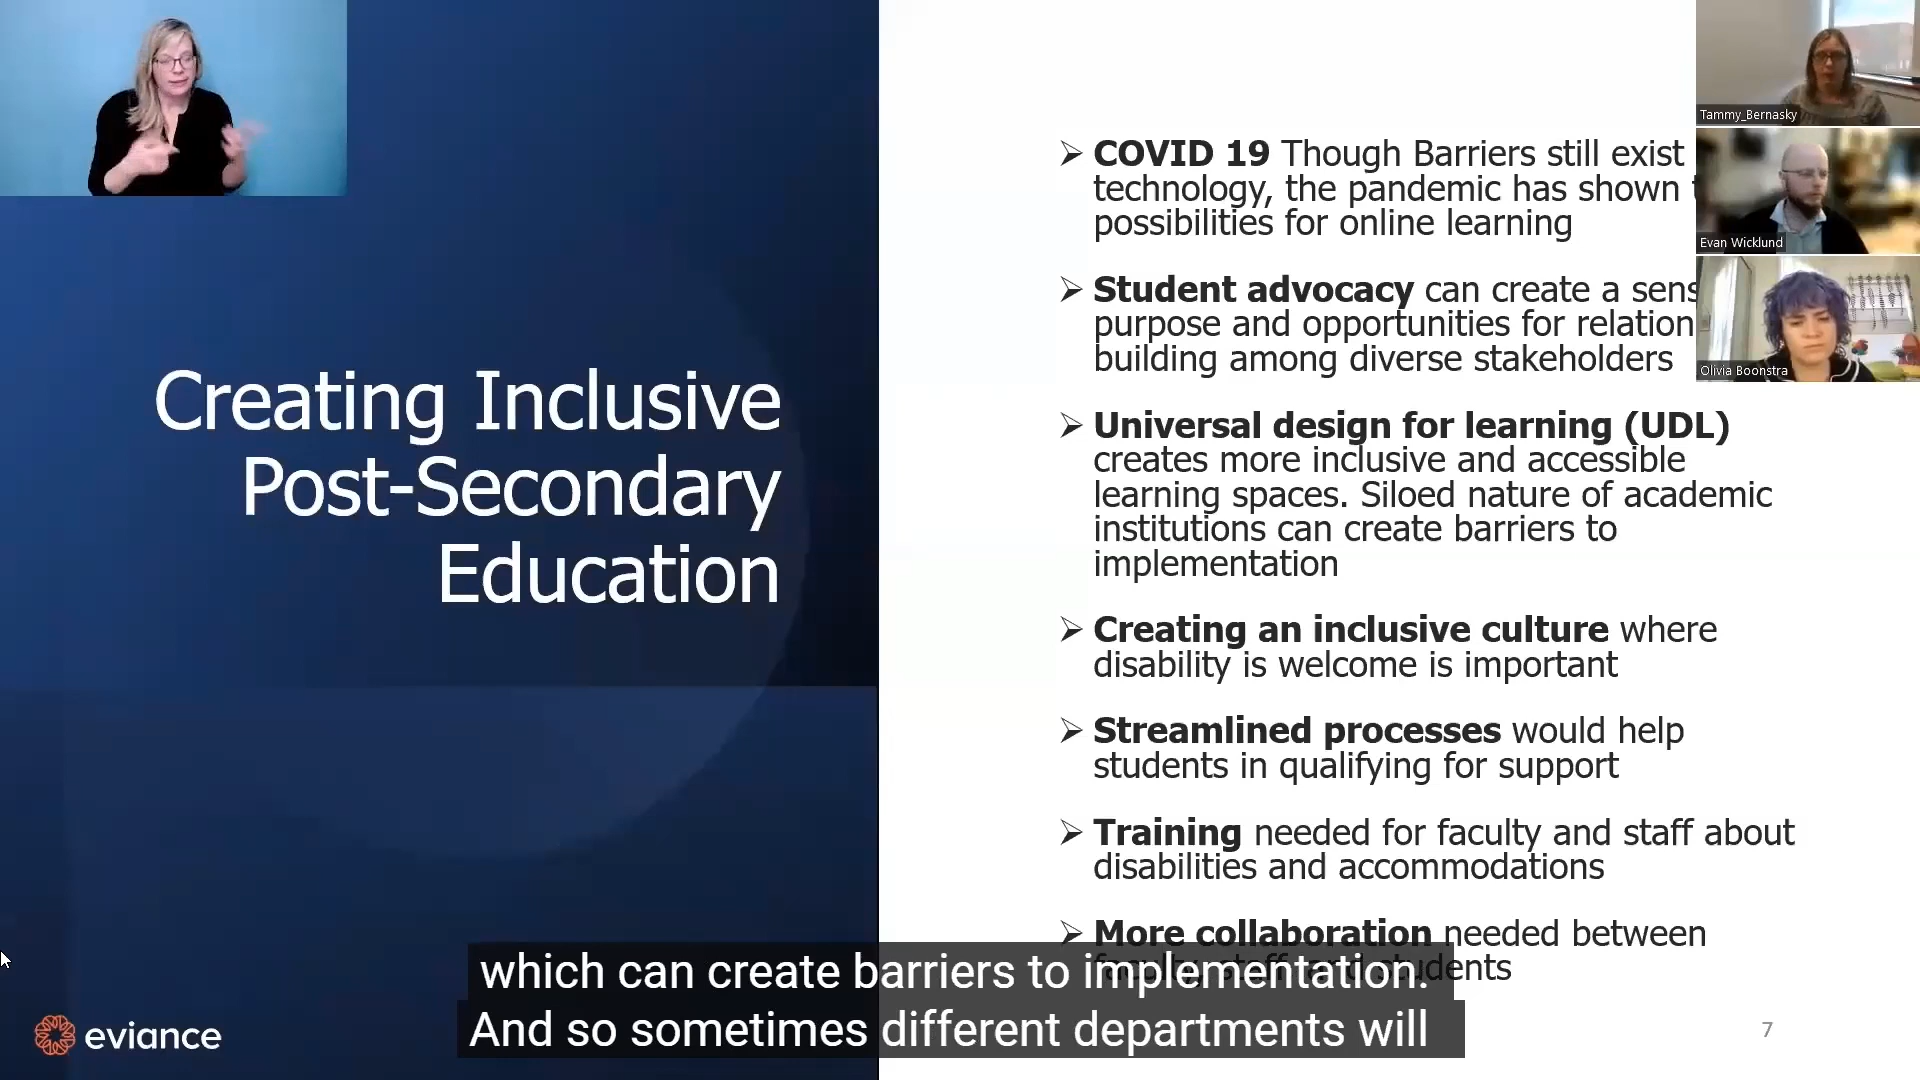 Creating Inclusive
Post-Secondary
Education
eviance
➢ COVID 19 Though Barriers still exist
technology, the pandemic has shown
possibilities for online learning
➢ Student advocacy can create a
purpose and opportunities for
building among diverse stakeholders
➢ Universal design for learning (UDL)
creates more inclusive and accessible
learning spaces. Siloed nature of academic
institutions can create barriers to
implementation
➢ Creating an inclusive culture where
disability is welcome is important
➢ Streamlined processes would help
students in qualifying for support
➢ Training needed for faculty and staff about
disabilities and accommodations
➢ More collaboration needed between
faculty, staff, and students
7
Tammy_Bernasky
Evan Wicklund
Olivia Boonstra
which can create barriers to implementation.
And so sometimes different departments will